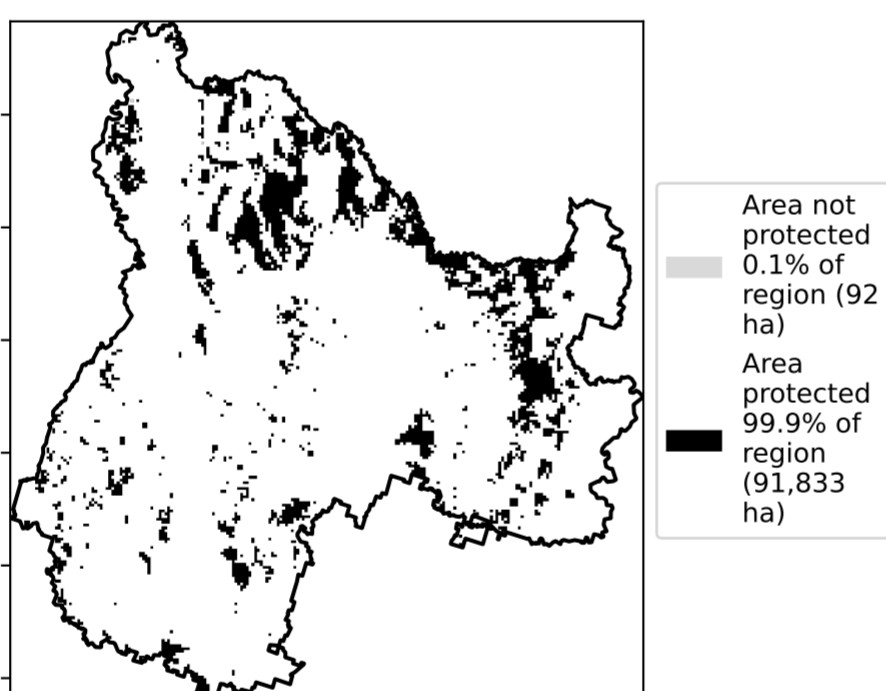 Area not
protected
0.1% of
region (92
ha)
Area
protected
99.9% of
region
(91,833
ha)